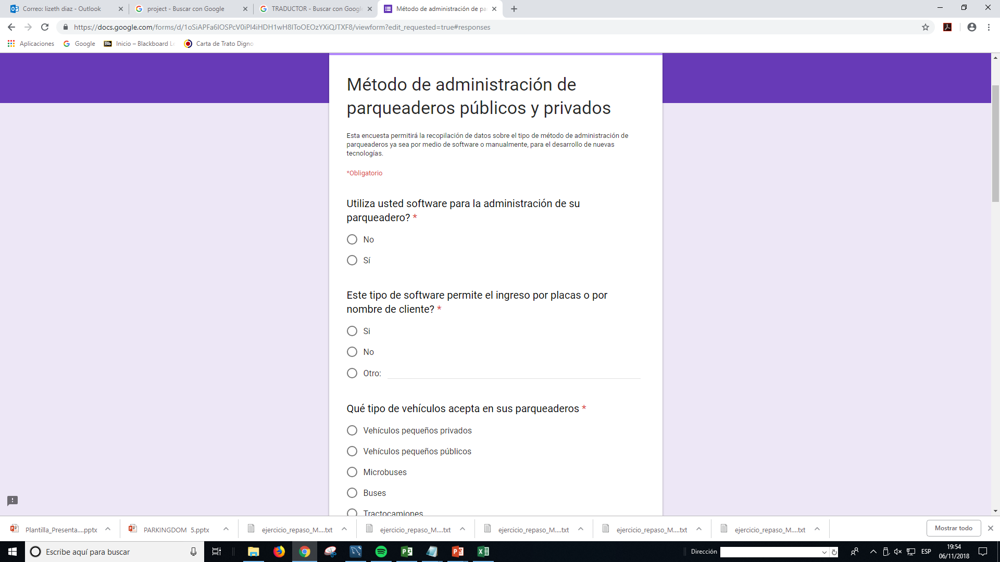 Correo: lizeth diaz - Outlook
project - Buscar con Google
TRADUCTOR - Buscar con Googl
Método de administración de pa
https://docs.google.com/forms/d/1oSiAPFa6IOSPcV0iPI4iHDH1wH8IToOEOzYXiQJTXF8/viewform?edit_requested=true#responses
Aplicaciones
Google
Bb Inicio – Blackboard Le
Carta de Trato Digno
Método de administración de
parqueaderos públicos y privados
Esta encuesta permitirá la recopilación de datos sobre el tipo de método de administración de
parqueaderos ya sea por medio de software o manualmente, para el desarrollo de nuevas
tecnologías.
*Obligatorio
Utiliza usted software para la administración de su
parqueadero? *
No
Sí
Este tipo de software permite el ingreso por placas o por
nombre de cliente? *
Si
No
Otro:
Qué tipo de vehículos acepta en sus parqueaderos *
Vehículos pequeños privados
Vehículos pequeños públicos
Microbuses
Buses
Tractocamiones
Plantilla_Presenta....pptx
PARKINGDOM 5.pptx
ejercicio_repaso_M....txt
ejercicio_repaso_M....txt
ejercicio_repaso_M....txt
ejercicio_repaso_M....txt
ejercicio_repaso_M....txt
Mostrar todo
Escribe aquí para buscar
Dirección
ESP
19:54
06/11/2018